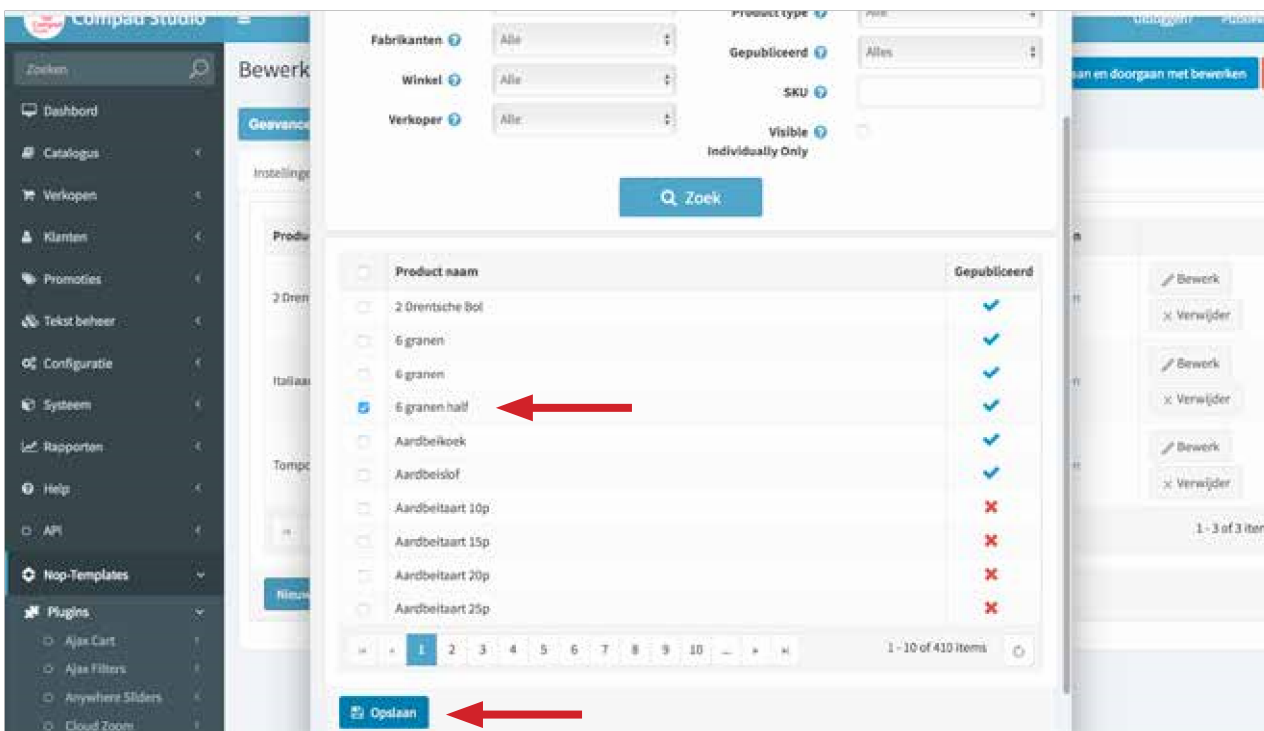 Compad Studio
Product type
Alle
Uitloggen?
Fabrikanten
Alle
Gepubliceerd
Alles
Zoeken
Bewerk
Winkel
Alle
SKU
aan en doorgaan met bewerken
Dashbord
Verkoper
Alle
Visible
Individually Only
Geavance
Catalogus
Instellinge
Verkopen
Zoek
Klanten
Produ
n
Promoties
Product naam
Gepubliceerd
Bewerk
2 Dren
2 Drentsche Bol
Verwijder
Tekst beheer
6 granen
Configuratie
6 granen
Bewerk
Italiaa
Systeem
6 granen half
Verwijder
Rapporten
Aardbeikoek
Bewerk
Tompo
Aardbeislof
Verwijder
Help
Aardbeitaart 10p
API
Aardbeitaart 15p
1 - 3 of 3 iter
Nop-Templates
Aardbeitaart 20p
Nieuw
Plugins
Aardbeitaart 25p
Ajax Cart
1 2 3 4 5 6 7 8 9 10 ...
1 - 10 of 410 items
Ajax Filters
Anywhere Sliders
Opslaan
Cloud Zoom